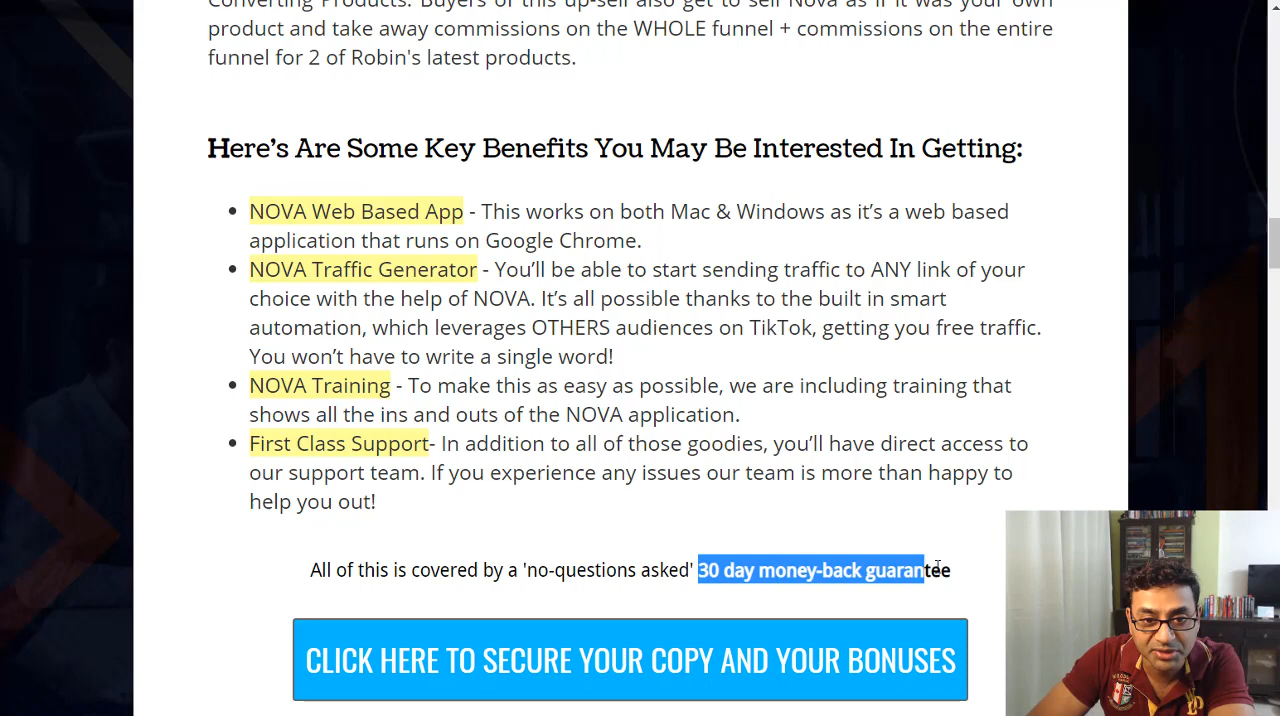 Converting Products. Buyers of this up-sell also get to sell Nova as if it was your own
product and take away commissions on the WHOLE funnel + commissions on the entire
funnel for 2 of Robin's latest products.
Here’s Are Some Key Benefits You May Be Interested In Getting:
NOVA Web Based App - This works on both Mac & Windows as it’s a web based
application that runs on Google Chrome.
NOVA Traffic Generator - You’ll be able to start sending traffic to ANY link of your
choice with the help of NOVA. It’s all possible thanks to the built in smart
automation, which leverages OTHERS audiences on TikTok, getting you free traffic.
You won’t have to write a single word!
NOVA Training - To make this as easy as possible, we are including training that
shows all the ins and outs of the NOVA application.
First Class Support- In addition to all of those goodies, you’ll have direct access to
our support team. If you experience any issues our team is more than happy to
help you out!
All of this is covered by a 'no-questions asked' 30 day money-back guarantee
CLICK HERE TO SECURE YOUR COPY AND YOUR BONUSES